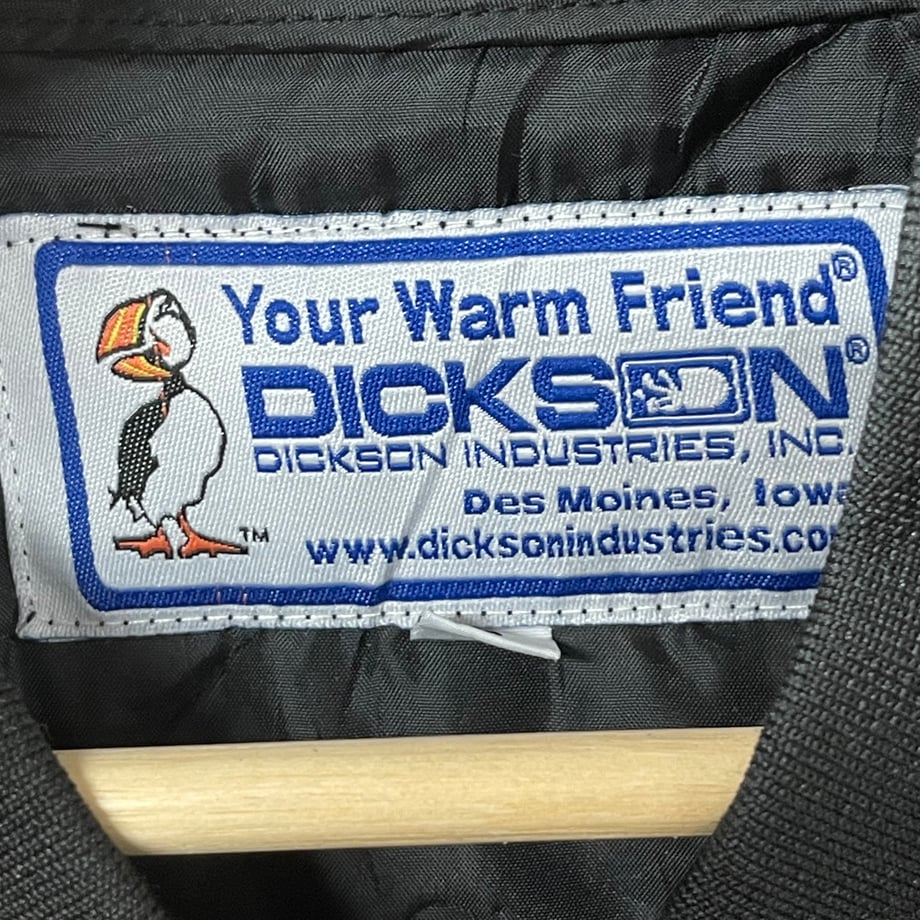 Your Warm Friend®
DICKSON®
DICKSON INDUSTRIES, INC.
Des Moines, Iowa
www.dicksonindustries.co
TM